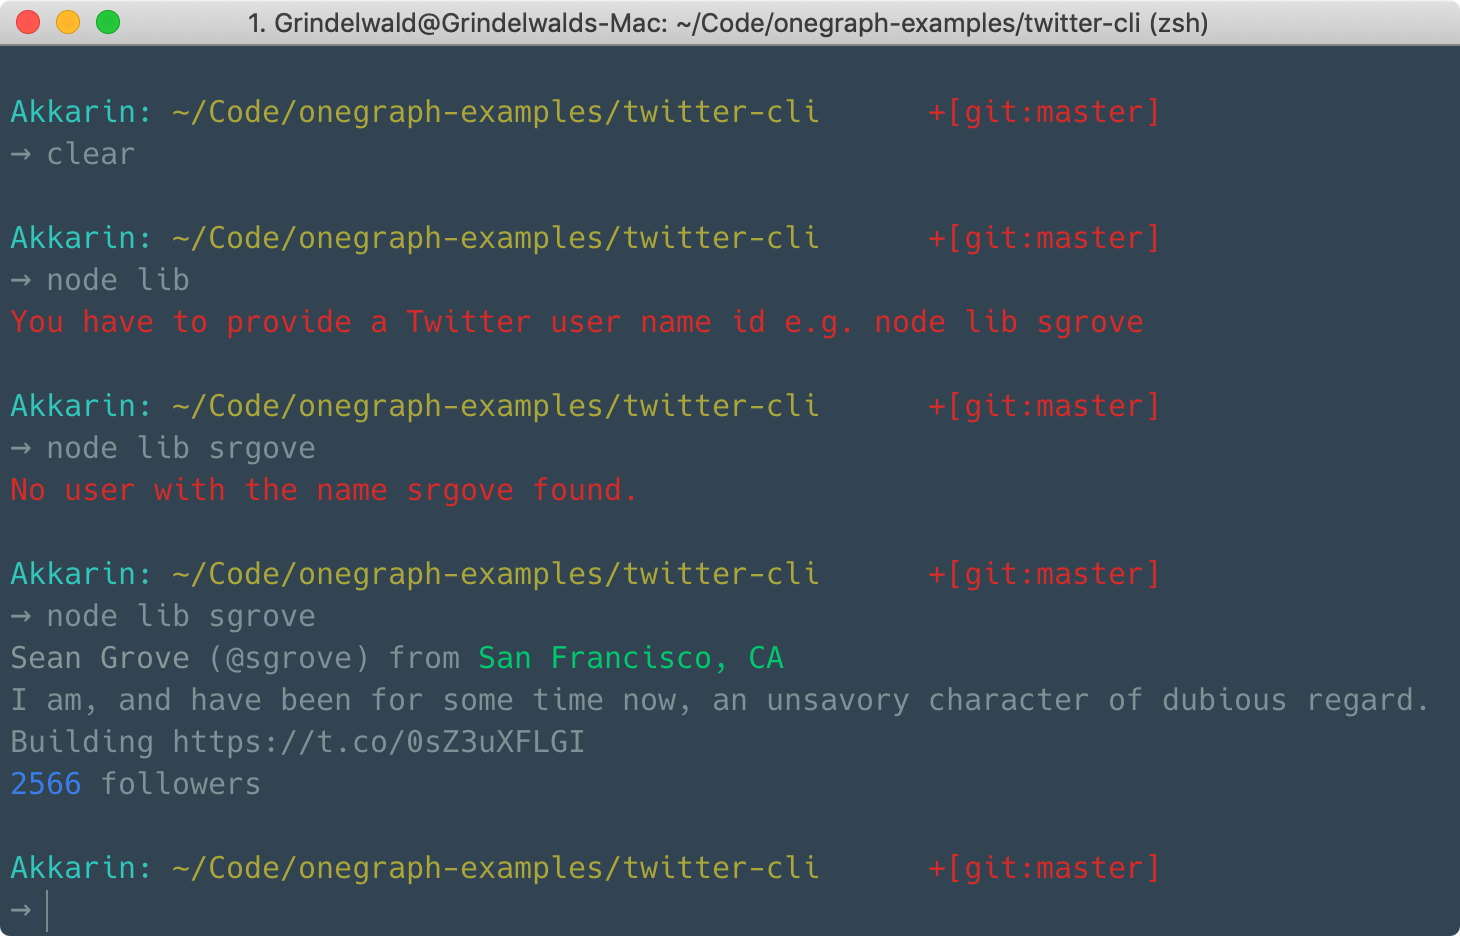 1. Grindelwald@Grindelwalds-Mac: ~/Code/onegraph-examples/twitter-cli (zsh)
Akkarin: ~/Code/onegraph-examples/twitter-cli      +[git:master]
→ clear
Akkarin: ~/Code/onegraph-examples/twitter-cli      +[git:master]
→ node lib
You have to provide a Twitter user name id e.g. node lib sgrove
Akkarin: ~/Code/onegraph-examples/twitter-cli      +[git:master]
→ node lib srgove
No user with the name srgove found.
Akkarin: ~/Code/onegraph-examples/twitter-cli      +[git:master]
→ node lib sgrove
Sean Grove (@sgrove) from San Francisco, CA
I am, and have been for some time now, an unsavory character of dubious regard.
Building https://t.co/0sZ3uXFLGI
2566 followers
Akkarin: ~/Code/onegraph-examples/twitter-cli      +[git:master]
→